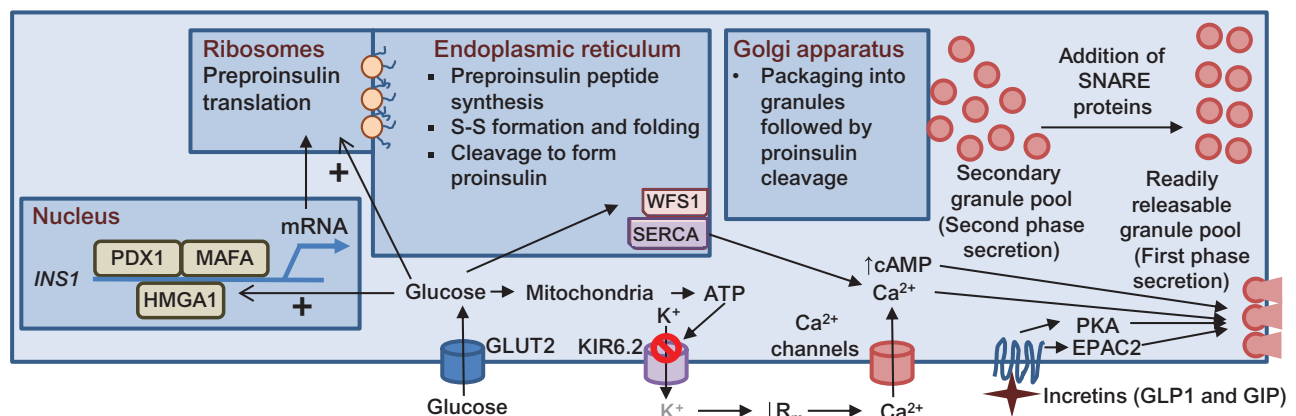 Ribosomes
Preproinsulin
translation
Endoplasmic reticulum
▪ Preproinsulin peptide
synthesis
▪ S-S formation and folding
▪ Cleavage to form
proinsulin
Golgi apparatus
• Packaging into
granules
followed by
proinsulin
cleavage
Addition of
SNARE
proteins
Secondary
granule pool
(Second phase
secretion)
Readily
releasable
granule pool
(First phase
secretion)
+
Nucleus
mRNA
PDX1
MAFA
INS1
HMGA1
+
WFS1
SERCA
Glucose
Mitochondria
ATP
↑cAMP
Ca²⁺
K⁺
GLUT2
KIR6.2
Ca²⁺
channels
PKA
EPAC2
Incretins (GLP1 and GIP)
Glucose
K⁺
Ca²⁺